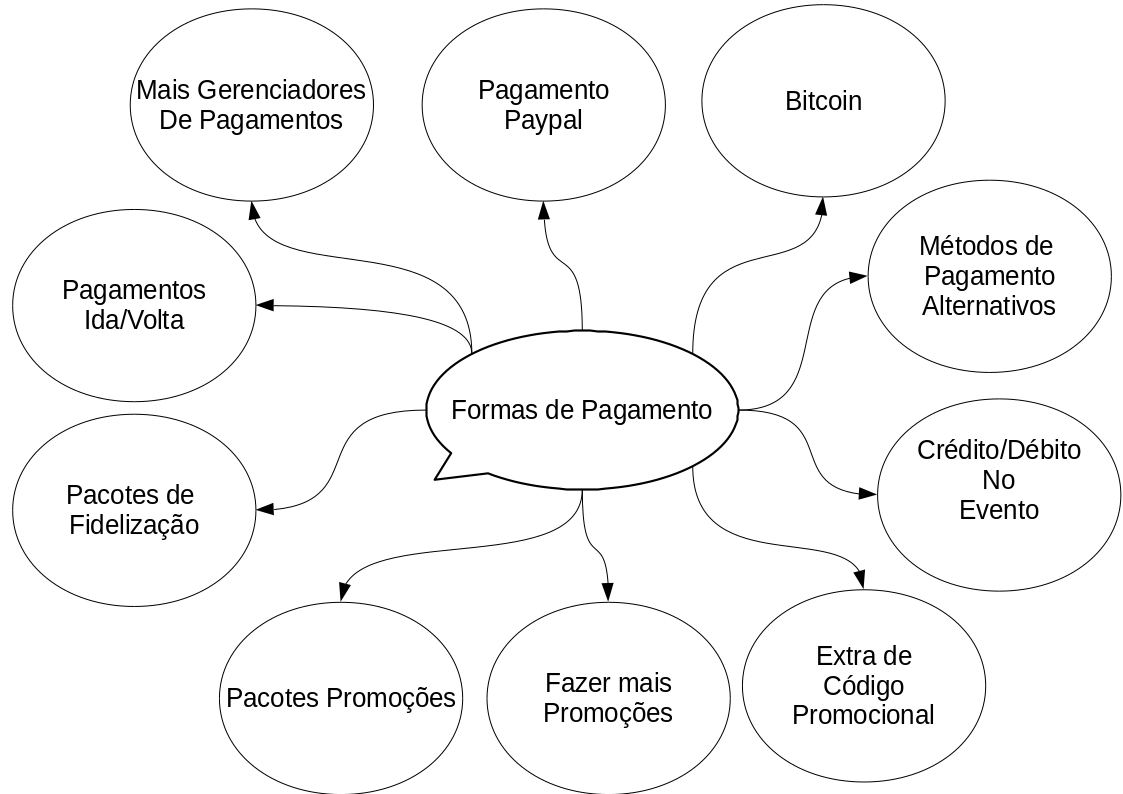 Mais Gerenciadores
De Pagamentos
Pagamento
Paypal
Bitcoin
Métodos de
Pagamento
Alternativos
Pagamentos
Ida/Volta
Formas de Pagamento
Crédito/Débito
No
Evento
Pacotes de
Fidelização
Pacotes Promoções
Fazer mais
Promoções
Extra de
Código
Promocional